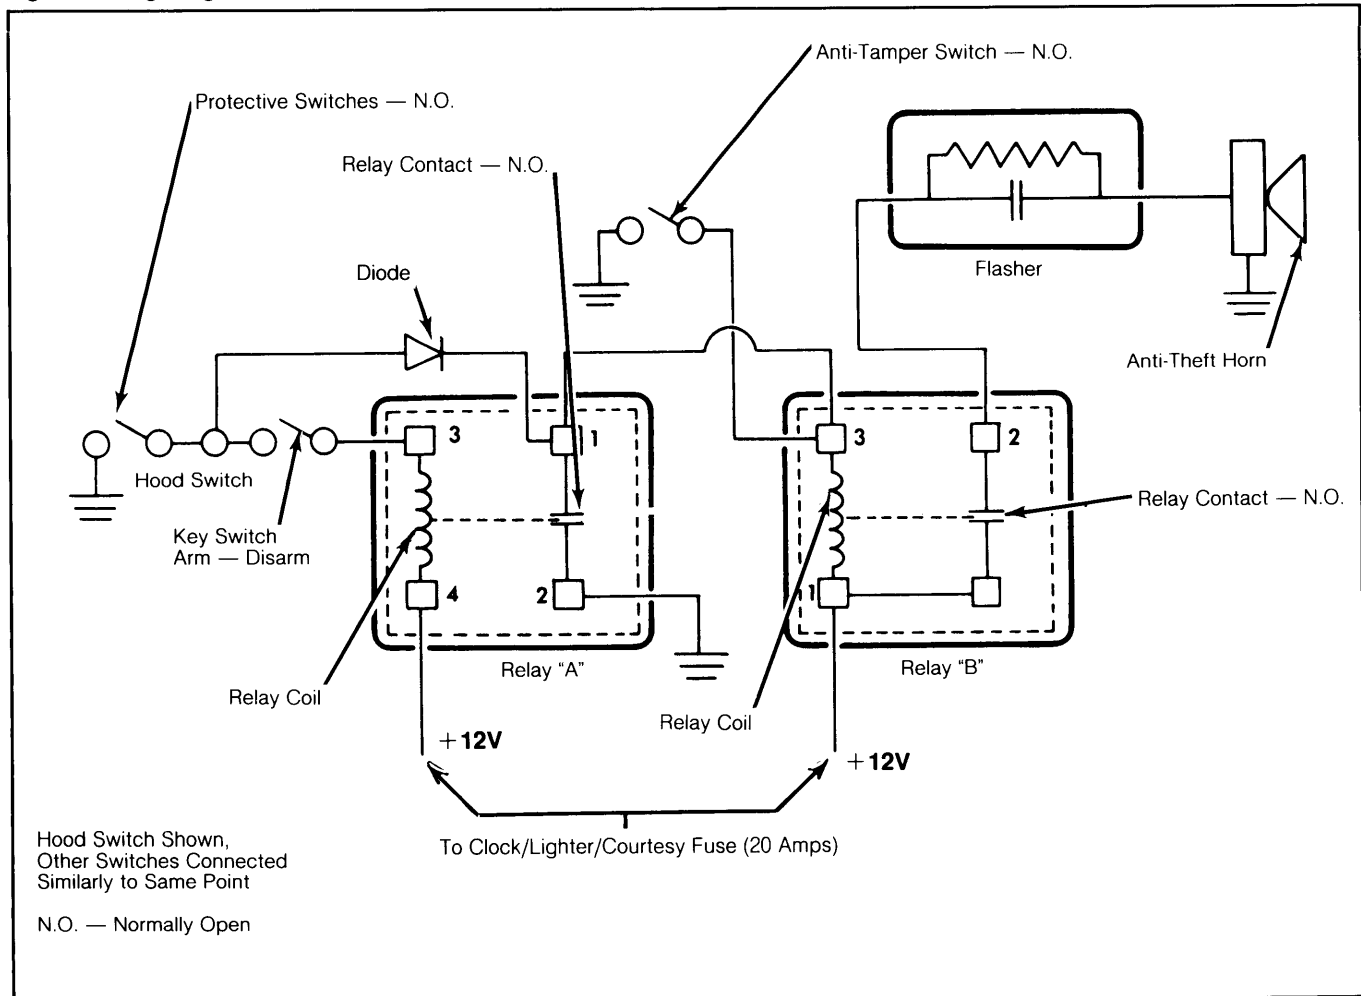 Anti-Tamper Switch — N.O.
Protective Switches — N.O.
Relay Contact — N.O.
Flasher
Diode
Anti-Theft Horn
3
1
3
2
Hood Switch
Relay Contact — N.O.
Key Switch
Arm — Disarm
4
2
1
Relay "A"
Relay "B"
Relay Coil
Relay Coil
+12V
+12V
To Clock/Lighter/Courtesy Fuse (20 Amps)
Hood Switch Shown,
Other Switches Connected
Similarly to Same Point
N.O. — Normally Open